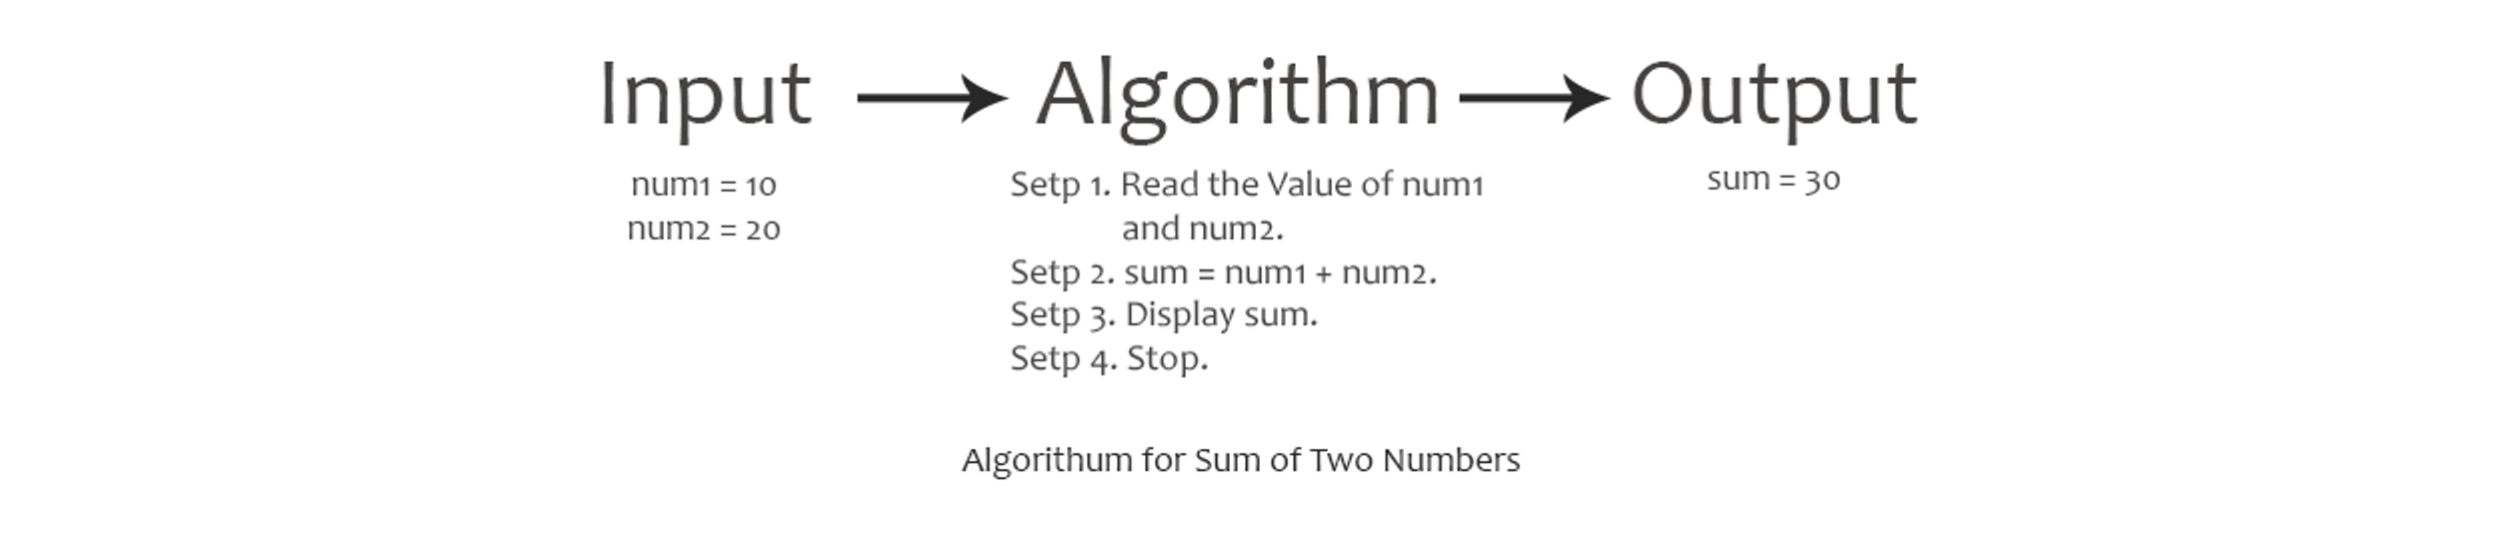 Input Algorithm Output
num1 = 10
num2 = 20
Setp 1. Read the Value of num1
and num2.
Setp 2. sum = num1 + num2.
Setp 3. Display sum.
Setp 4. Stop.
sum = 30
Algorithum for Sum of Two Numbers